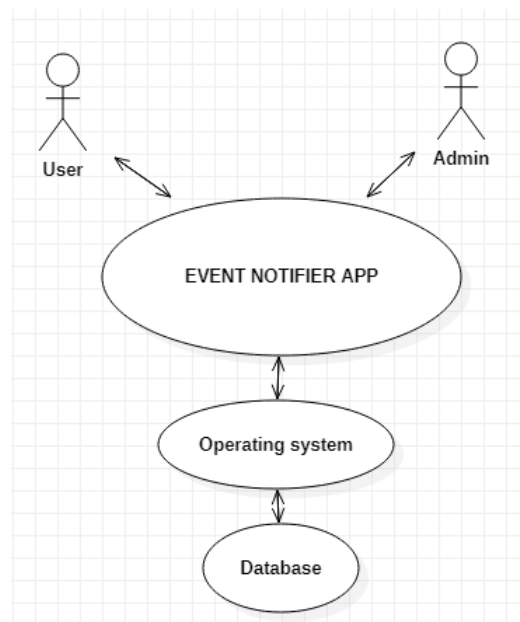 User
Admin
EVENT NOTIFIER APP
Operating system
Database